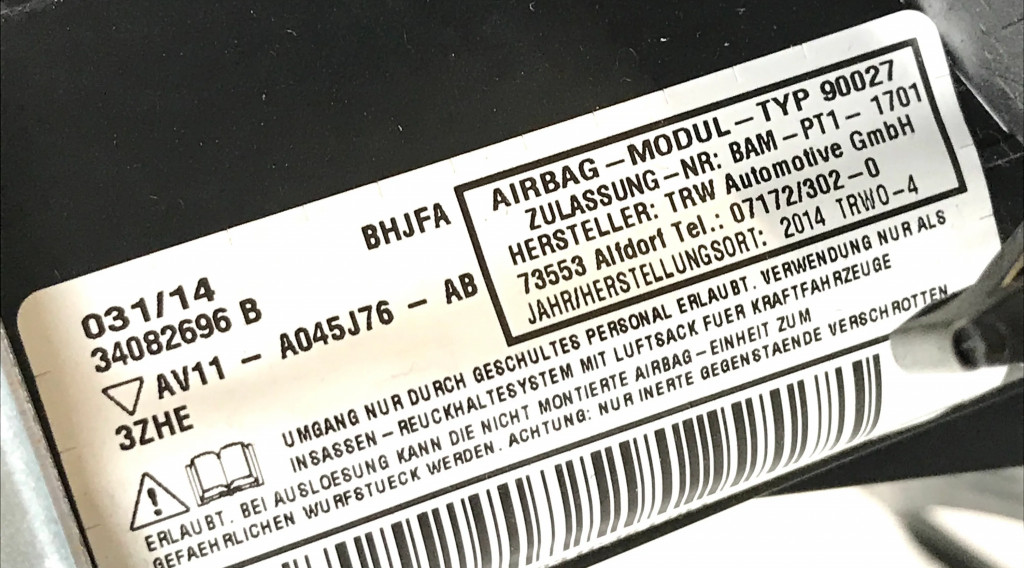 BHJFA
AIRBAG-MODUL-TYP 90027
ZULASSUNG-NR: BAM-PT1-1701
HERSTELLER: TRW Automotive GmbH
73553 Alfdorf Tel.: 07172/302-0
JAHR/HERSTELLUNGSORT: 2014 TRWO-4
031/14
34082696 B
AV11 - A045J76 - AB
3ZHE
UMGANG NUR DURCH GESCHULTES PERSONAL ERLAUBT. VERWENDUNG NUR ALS
INSASSEN-REUCKHALTESYSTEM MIT LUFTSACK FUER KRAFTFAHRZEUGE
ERLAUBT. BEI AUSLOESUNG KANN DIE NICHT MONTIERTE AIRBAG-EINHEIT ZUM
GEFAEHRLICHEN WURFSTUECK WERDEN. ACHTUNG: NUR INERTE GEGENSTAENDE VERSCHROTTEN